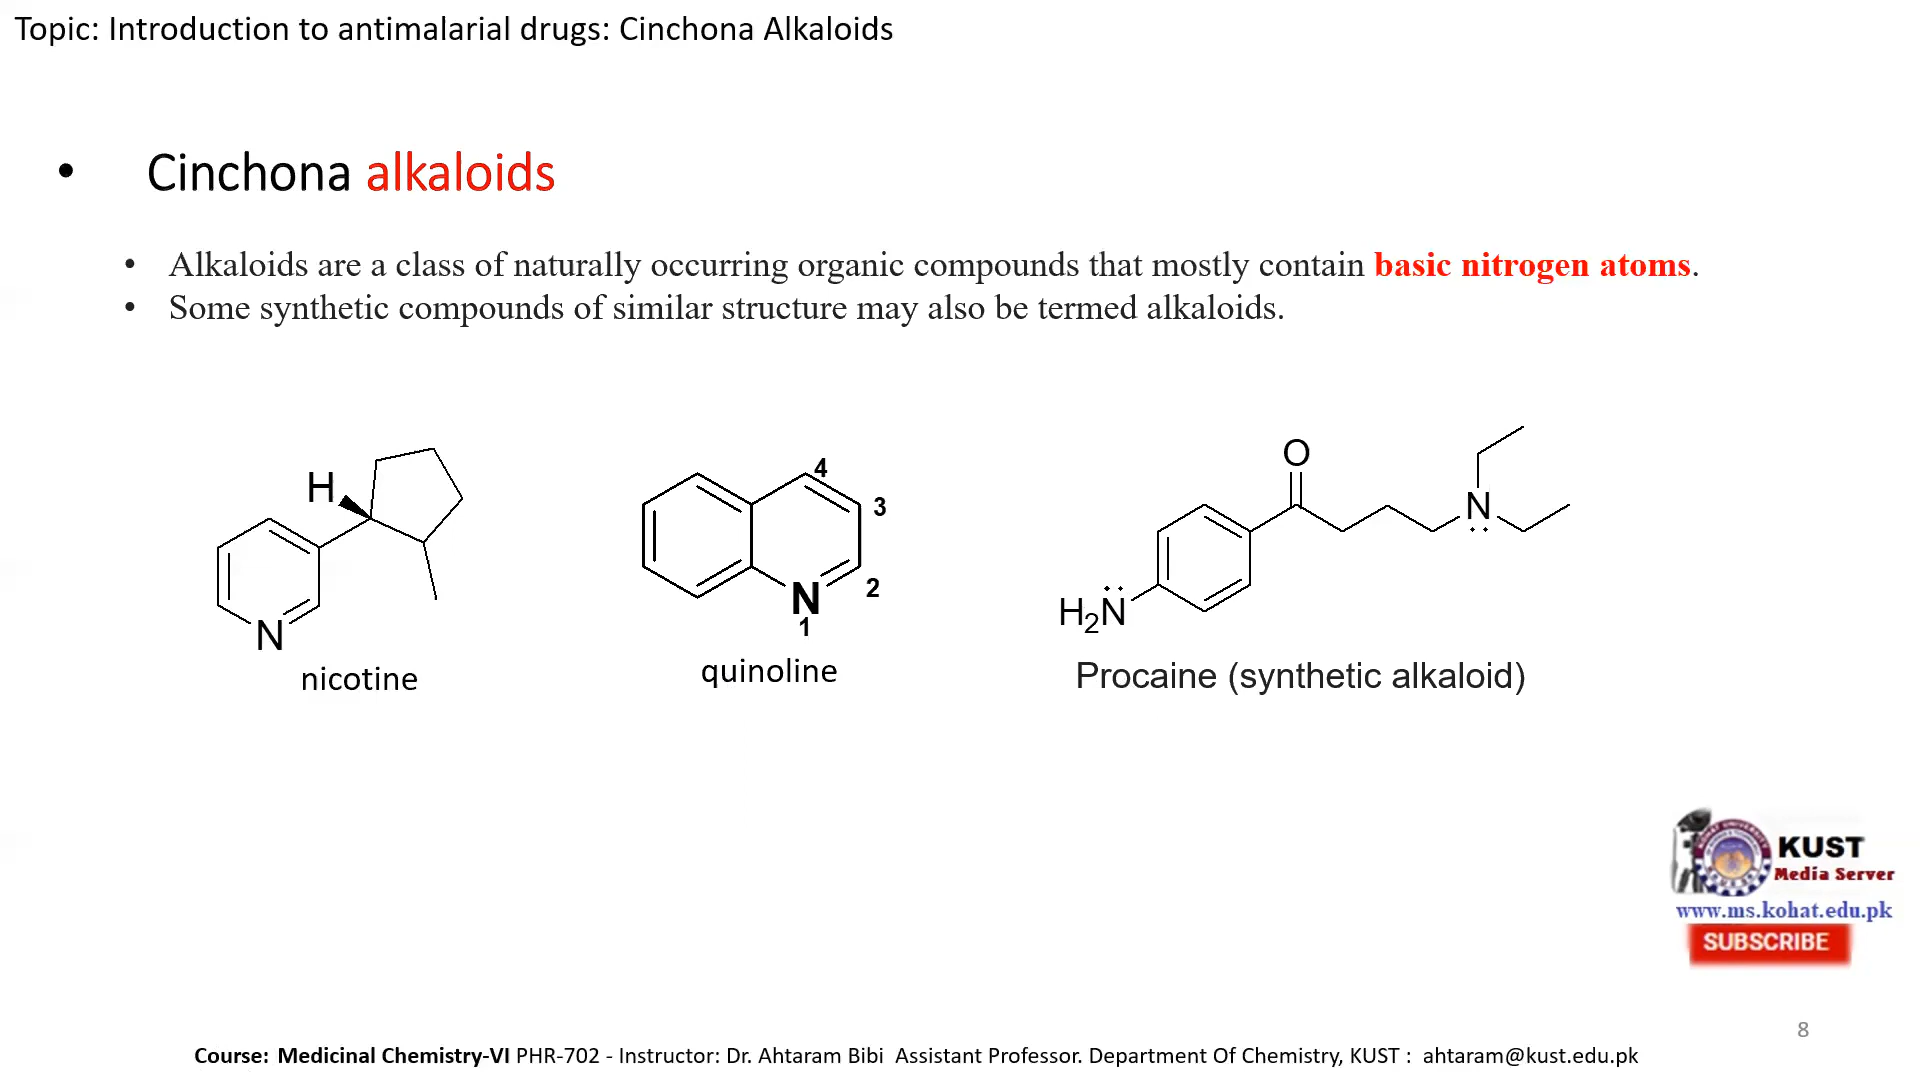 Topic: Introduction to antimalarial drugs: Cinchona Alkaloids
• Cinchona alkaloids
• Alkaloids are a class of naturally occurring organic compounds that mostly contain basic nitrogen atoms.
• Some synthetic compounds of similar structure may also be termed alkaloids.
H
N
nicotine
4
3
2
N
1
quinoline
O
N
H2N
Procaine (synthetic alkaloid)
KUST
Media Server
www.ms.kohat.edu.pk
SUBSCRIBE
8
Course: Medicinal Chemistry-VI PHR-702 - Instructor: Dr. Ahtaram Bibi Assistant Professor. Department Of Chemistry, KUST : ahtaram@kust.edu.pk